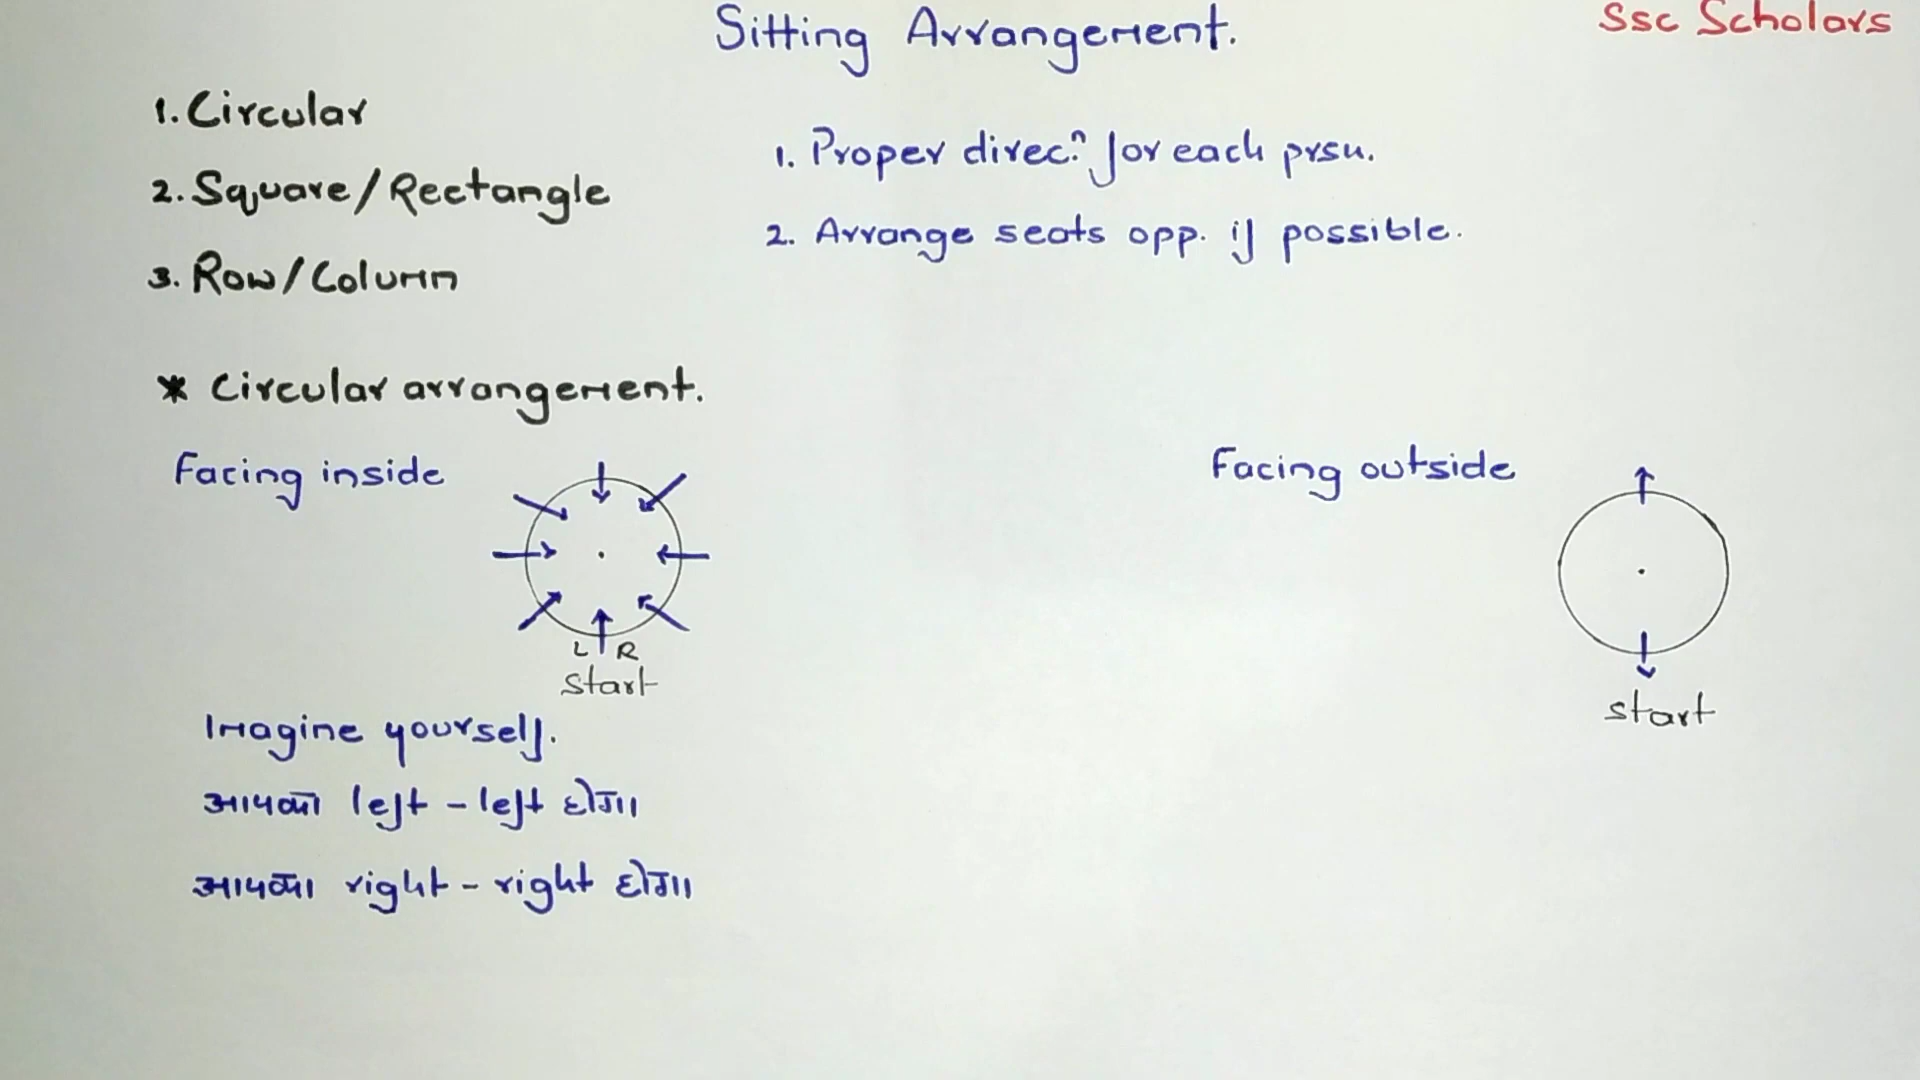 Sitting Arrangement.
Ssc Scholars
1. Circular
2. Square/Rectangle
3. Row/Column
1. Proper direcⁿ. for each prsn.
2. Arrange seats opp. if possible.
* Circular arrangement.
Facing inside
L R
Start
Imagine yourself.
आपका left - left होगा
आपका right - right होगा
Facing outside
start